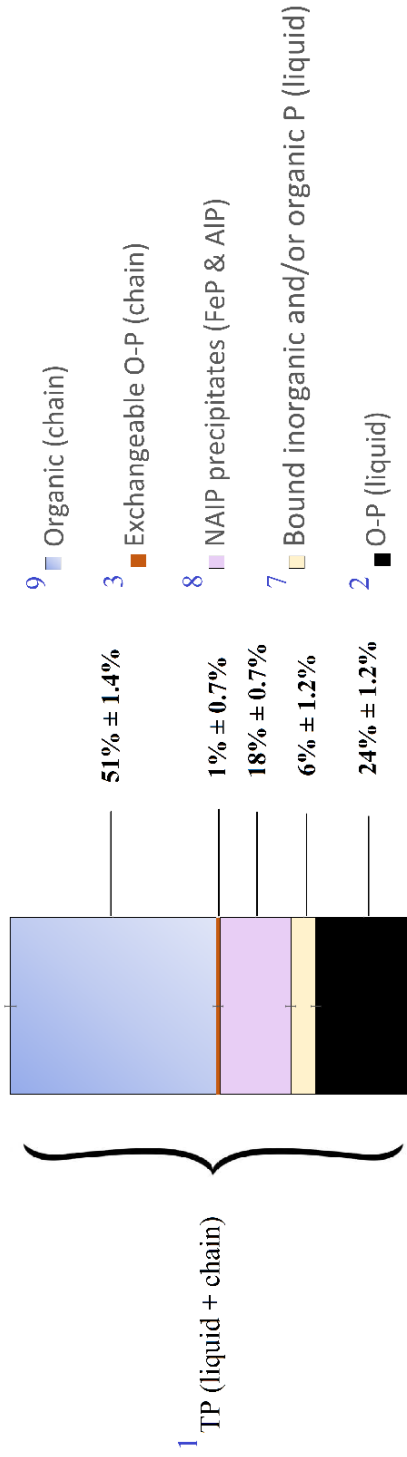 1 TP (liquid + chain)
51% ± 1.4%
1% ± 0.7%
18% ± 0.7%
6% ± 1.2%
24% ± 1.2%
9 Organic (chain)
3 Exchangeable O-P (chain)
8 NAIP precipitates (FeP & AlP)
7 Bound inorganic and/or organic P (liquid)
2 O-P (liquid)